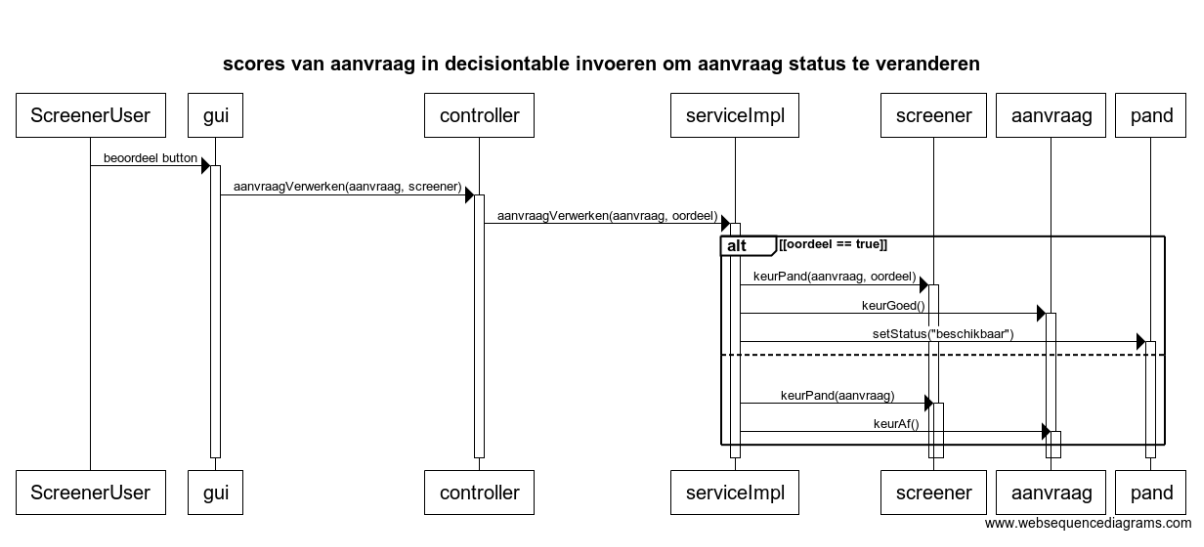 scores van aanvraag in decisiontable invoeren om aanvraag status te veranderen
ScreenerUser gui controller serviceImpl screener aanvraag pand
beoordeel button
aanvraagVerwerken(aanvraag, screener)
aanvraagVerwerken(aanvraag, oordeel)
alt [[oordeel == true]]
keurPand(aanvraag, oordeel)
keurGoed()
setStatus("beschikbaar")
keurPand(aanvraag)
keurAf()
ScreenerUser gui controller serviceImpl screener aanvraag pand
www.websequencediagrams.com